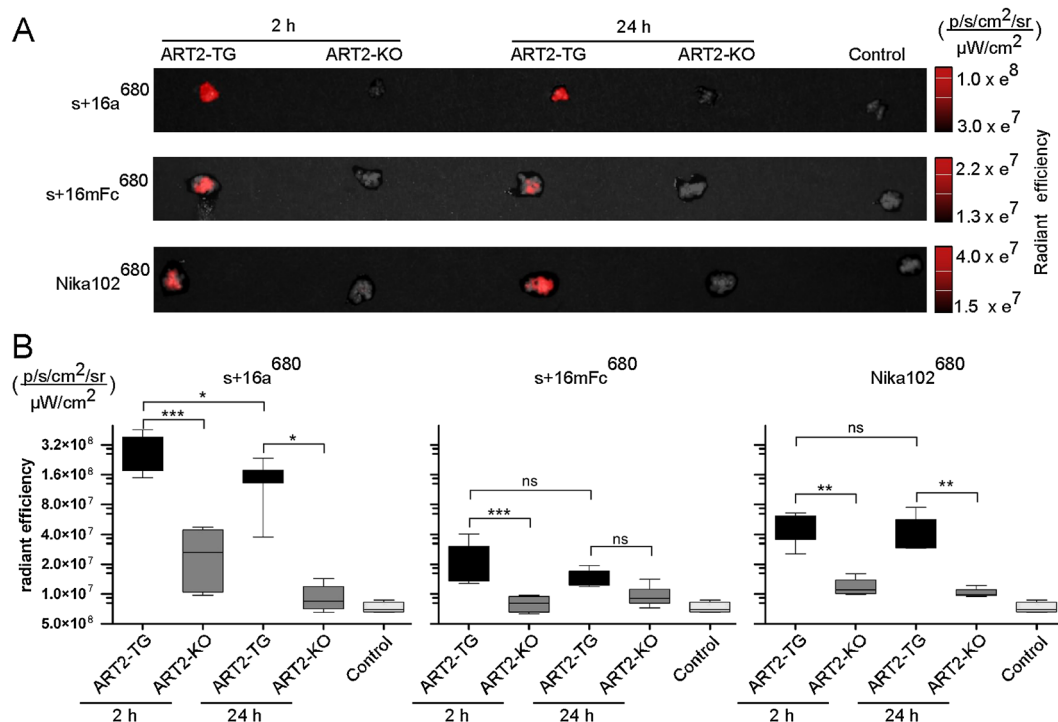 A
2 h
24 h
(p/s/cm²/sr / µW/cm²)
ART2-TG ART2-KO ART2-TG ART2-KO Control
s+16a⁶⁸⁰
1.0 x e⁸
3.0 x e⁷
s+16mFc⁶⁸⁰
2.2 x e⁷
1.3 x e⁷
Nika102⁶⁸⁰
4.0 x e⁷
1.5 x e⁷
Radiant efficiency
B
(p/s/cm²/sr / µW/cm²)
s+16a⁶⁸⁰
s+16mFc⁶⁸⁰
Nika102⁶⁸⁰
radiant efficiency
3.2×10⁸
1.6×10⁸
8.0×10⁷
4.0×10⁷
2.0×10⁷
1.0×10⁷
5.0×10⁸
*
***
*
ns
***
ns
ns
**
**
ART2-TG ART2-KO ART2-TG ART2-KO Control
2 h 24 h
ART2-TG ART2-KO ART2-TG ART2-KO Control
2 h 24 h
ART2-TG ART2-KO ART2-TG ART2-KO Control
2 h 24 h